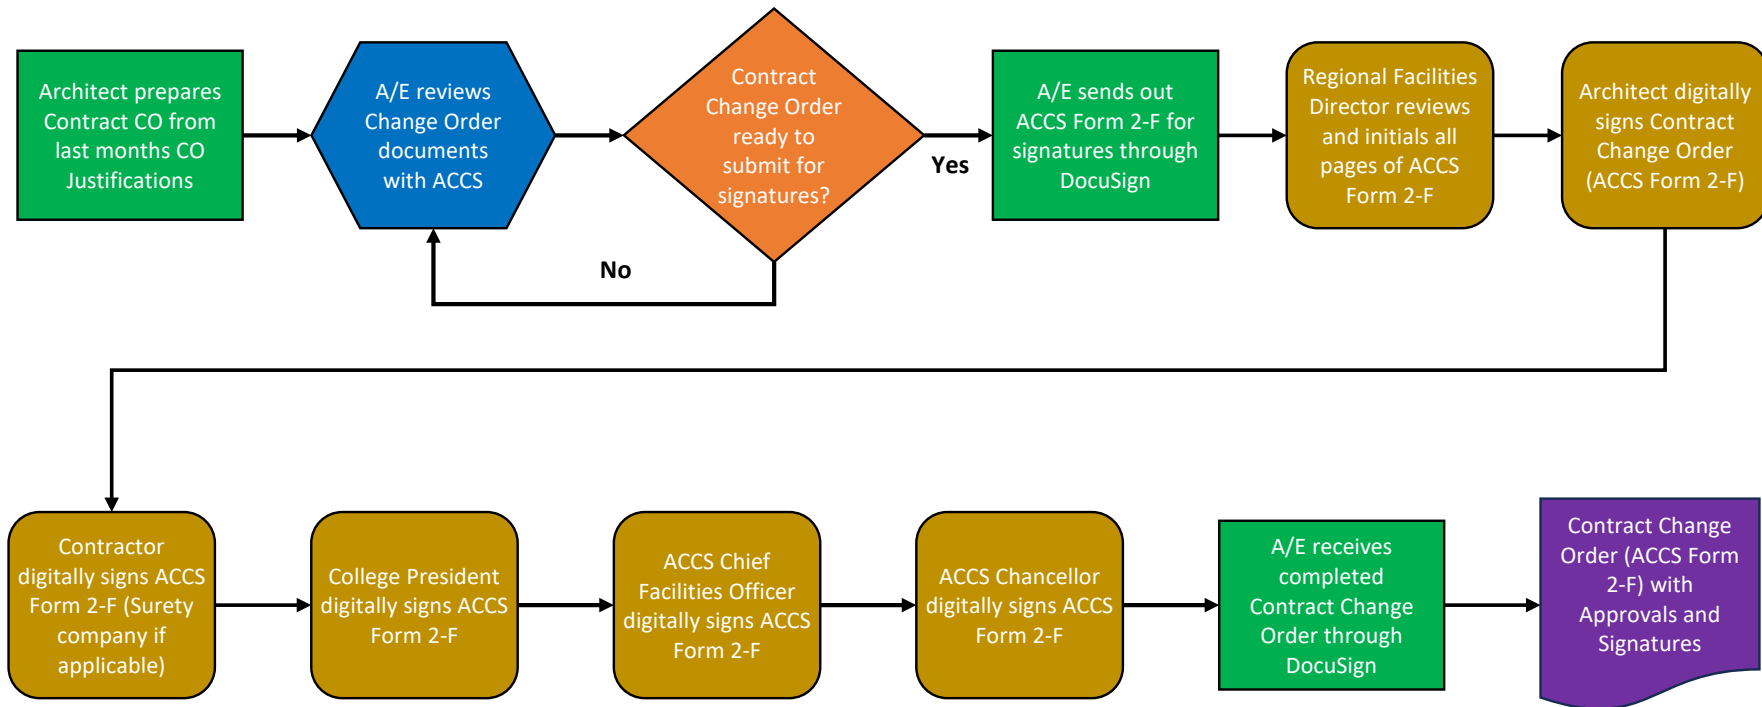 Architect prepares
Contract CO from
last months CO
Justifications
A/E reviews
Change Order
documents
with ACCS
Contract
Change Order
ready to
submit for
signatures?
Yes
No
A/E sends out
ACCS Form 2-F for
signatures through
DocuSign
Regional Facilities
Director reviews
and initials all
pages of ACCS
Form 2-F
Architect digitally
signs Contract
Change Order
(ACCS Form 2-F)
Contractor
digitally signs ACCS
Form 2-F (Surety
company if
applicable)
College President
digitally signs ACCS
Form 2-F
ACCS Chief
Facilities Officer
digitally signs ACCS
Form 2-F
ACCS Chancellor
digitally signs ACCS
Form 2-F
A/E receives
completed
Contract Change
Order through
DocuSign
Contract Change
Order (ACCS Form
2-F) with
Approvals and
Signatures